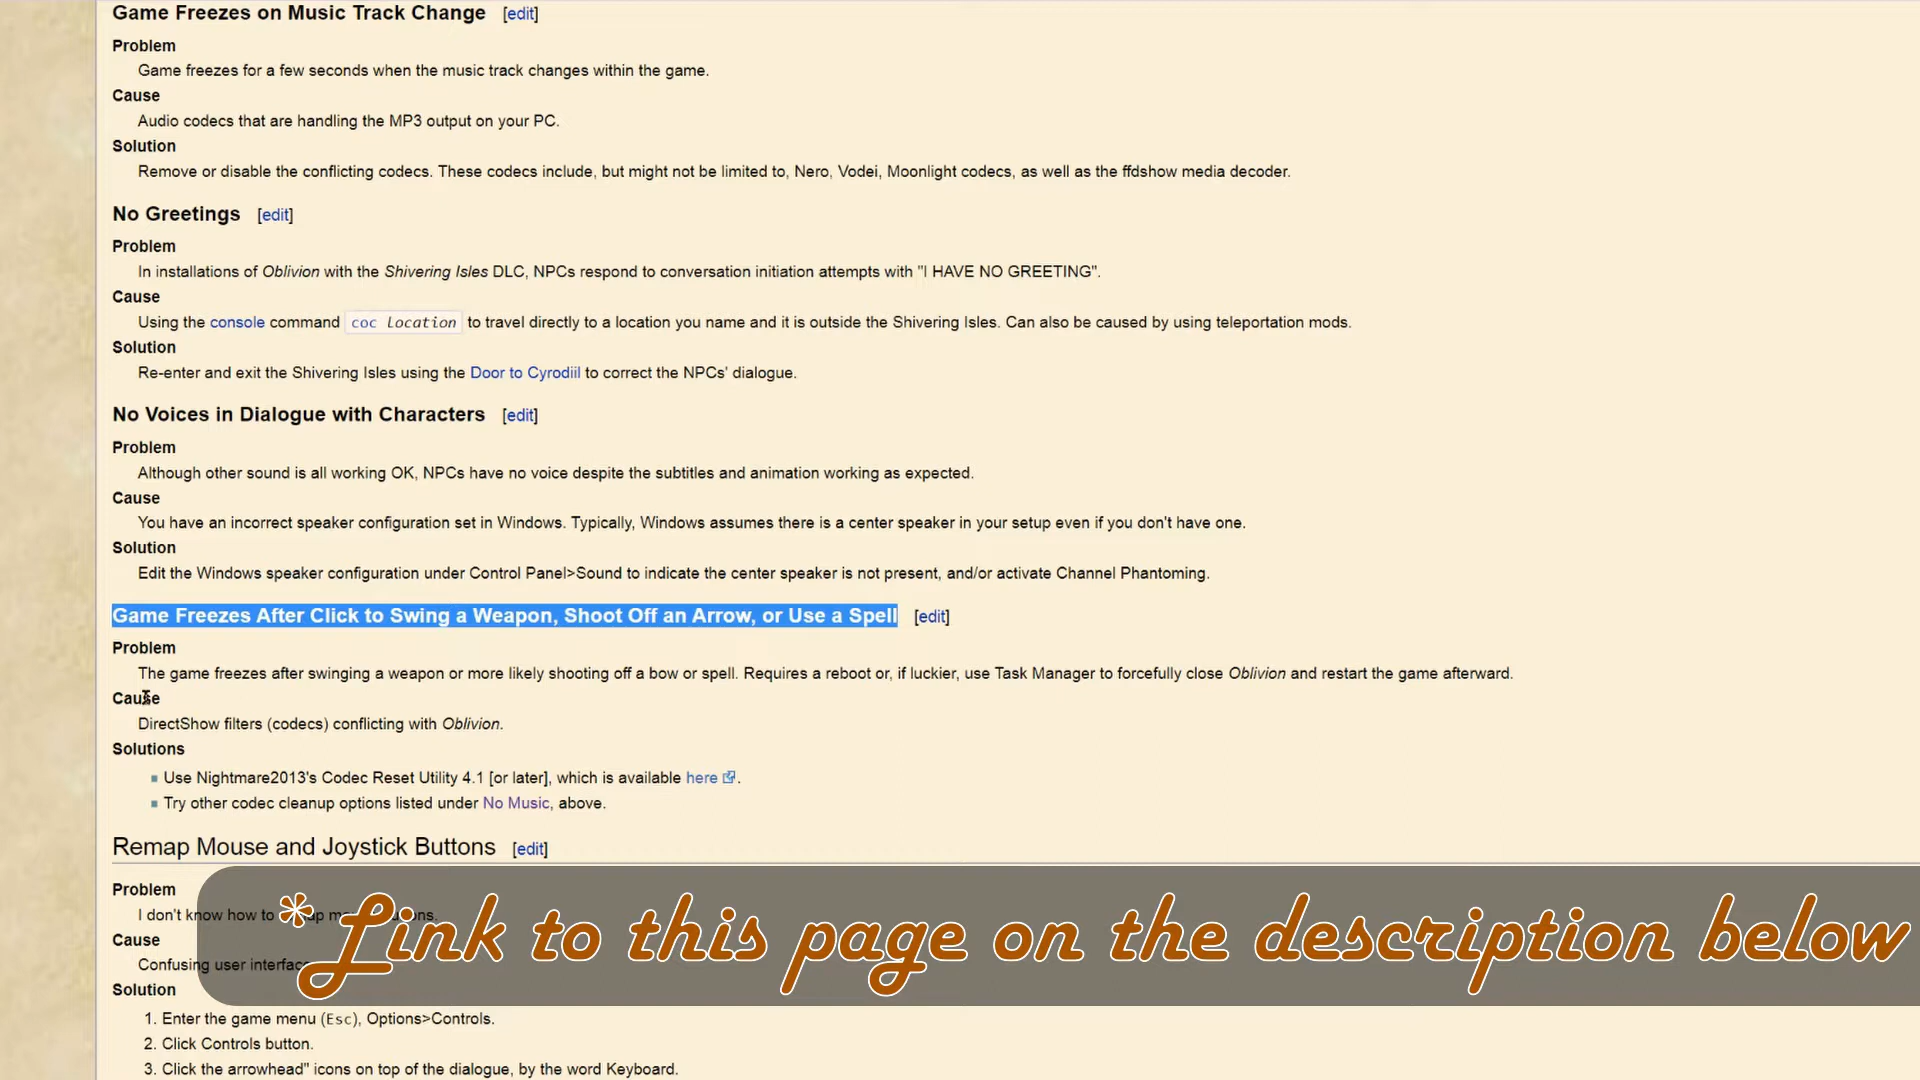 Game Freezes on Music Track Change [edit]
Problem
Game freezes for a few seconds when the music track changes within the game.
Cause
Audio codecs that are handling the MP3 output on your PC.
Solution
Remove or disable the conflicting codecs. These codecs include, but might not be limited to, Nero, Vodei, Moonlight codecs, as well as the ffdshow media decoder.
No Greetings [edit]
Problem
In installations of Oblivion with the Shivering Isles DLC, NPCs respond to conversation initiation attempts with "I HAVE NO GREETING".
Cause
Using the console command coc location to travel directly to a location you name and it is outside the Shivering Isles. Can also be caused by using teleportation mods.
Solution
Re-enter and exit the Shivering Isles using the Door to Cyrodiil to correct the NPCs' dialogue.
No Voices in Dialogue with Characters [edit]
Problem
Although other sound is all working OK, NPCs have no voice despite the subtitles and animation working as expected.
Cause
You have an incorrect speaker configuration set in Windows. Typically, Windows assumes there is a center speaker in your setup even if you don't have one.
Solution
Edit the Windows speaker configuration under Control Panel>Sound to indicate the center speaker is not present, and/or activate Channel Phantoming.
Game Freezes After Click to Swing a Weapon, Shoot Off an Arrow, or Use a Spell [edit]
Problem
The game freezes after swinging a weapon or more likely shooting off a bow or spell. Requires a reboot or, if luckier, use Task Manager to forcefully close Oblivion and restart the game afterward.
Cause
DirectShow filters (codecs) conflicting with Oblivion.
Solutions
Use Nightmare2013's Codec Reset Utility 4.1 [or later], which is available here.
Try other codec cleanup options listed under No Music, above.
Remap Mouse and Joystick Buttons [edit]
Problem
I don't know how to
Cause
Confusing user interface
*Link to this page on the description below
Solution
1. Enter the game menu (Esc), Options>Controls.
2. Click Controls button.
3. Click the arrowhead" icons on top of the dialogue, by the word Keyboard.